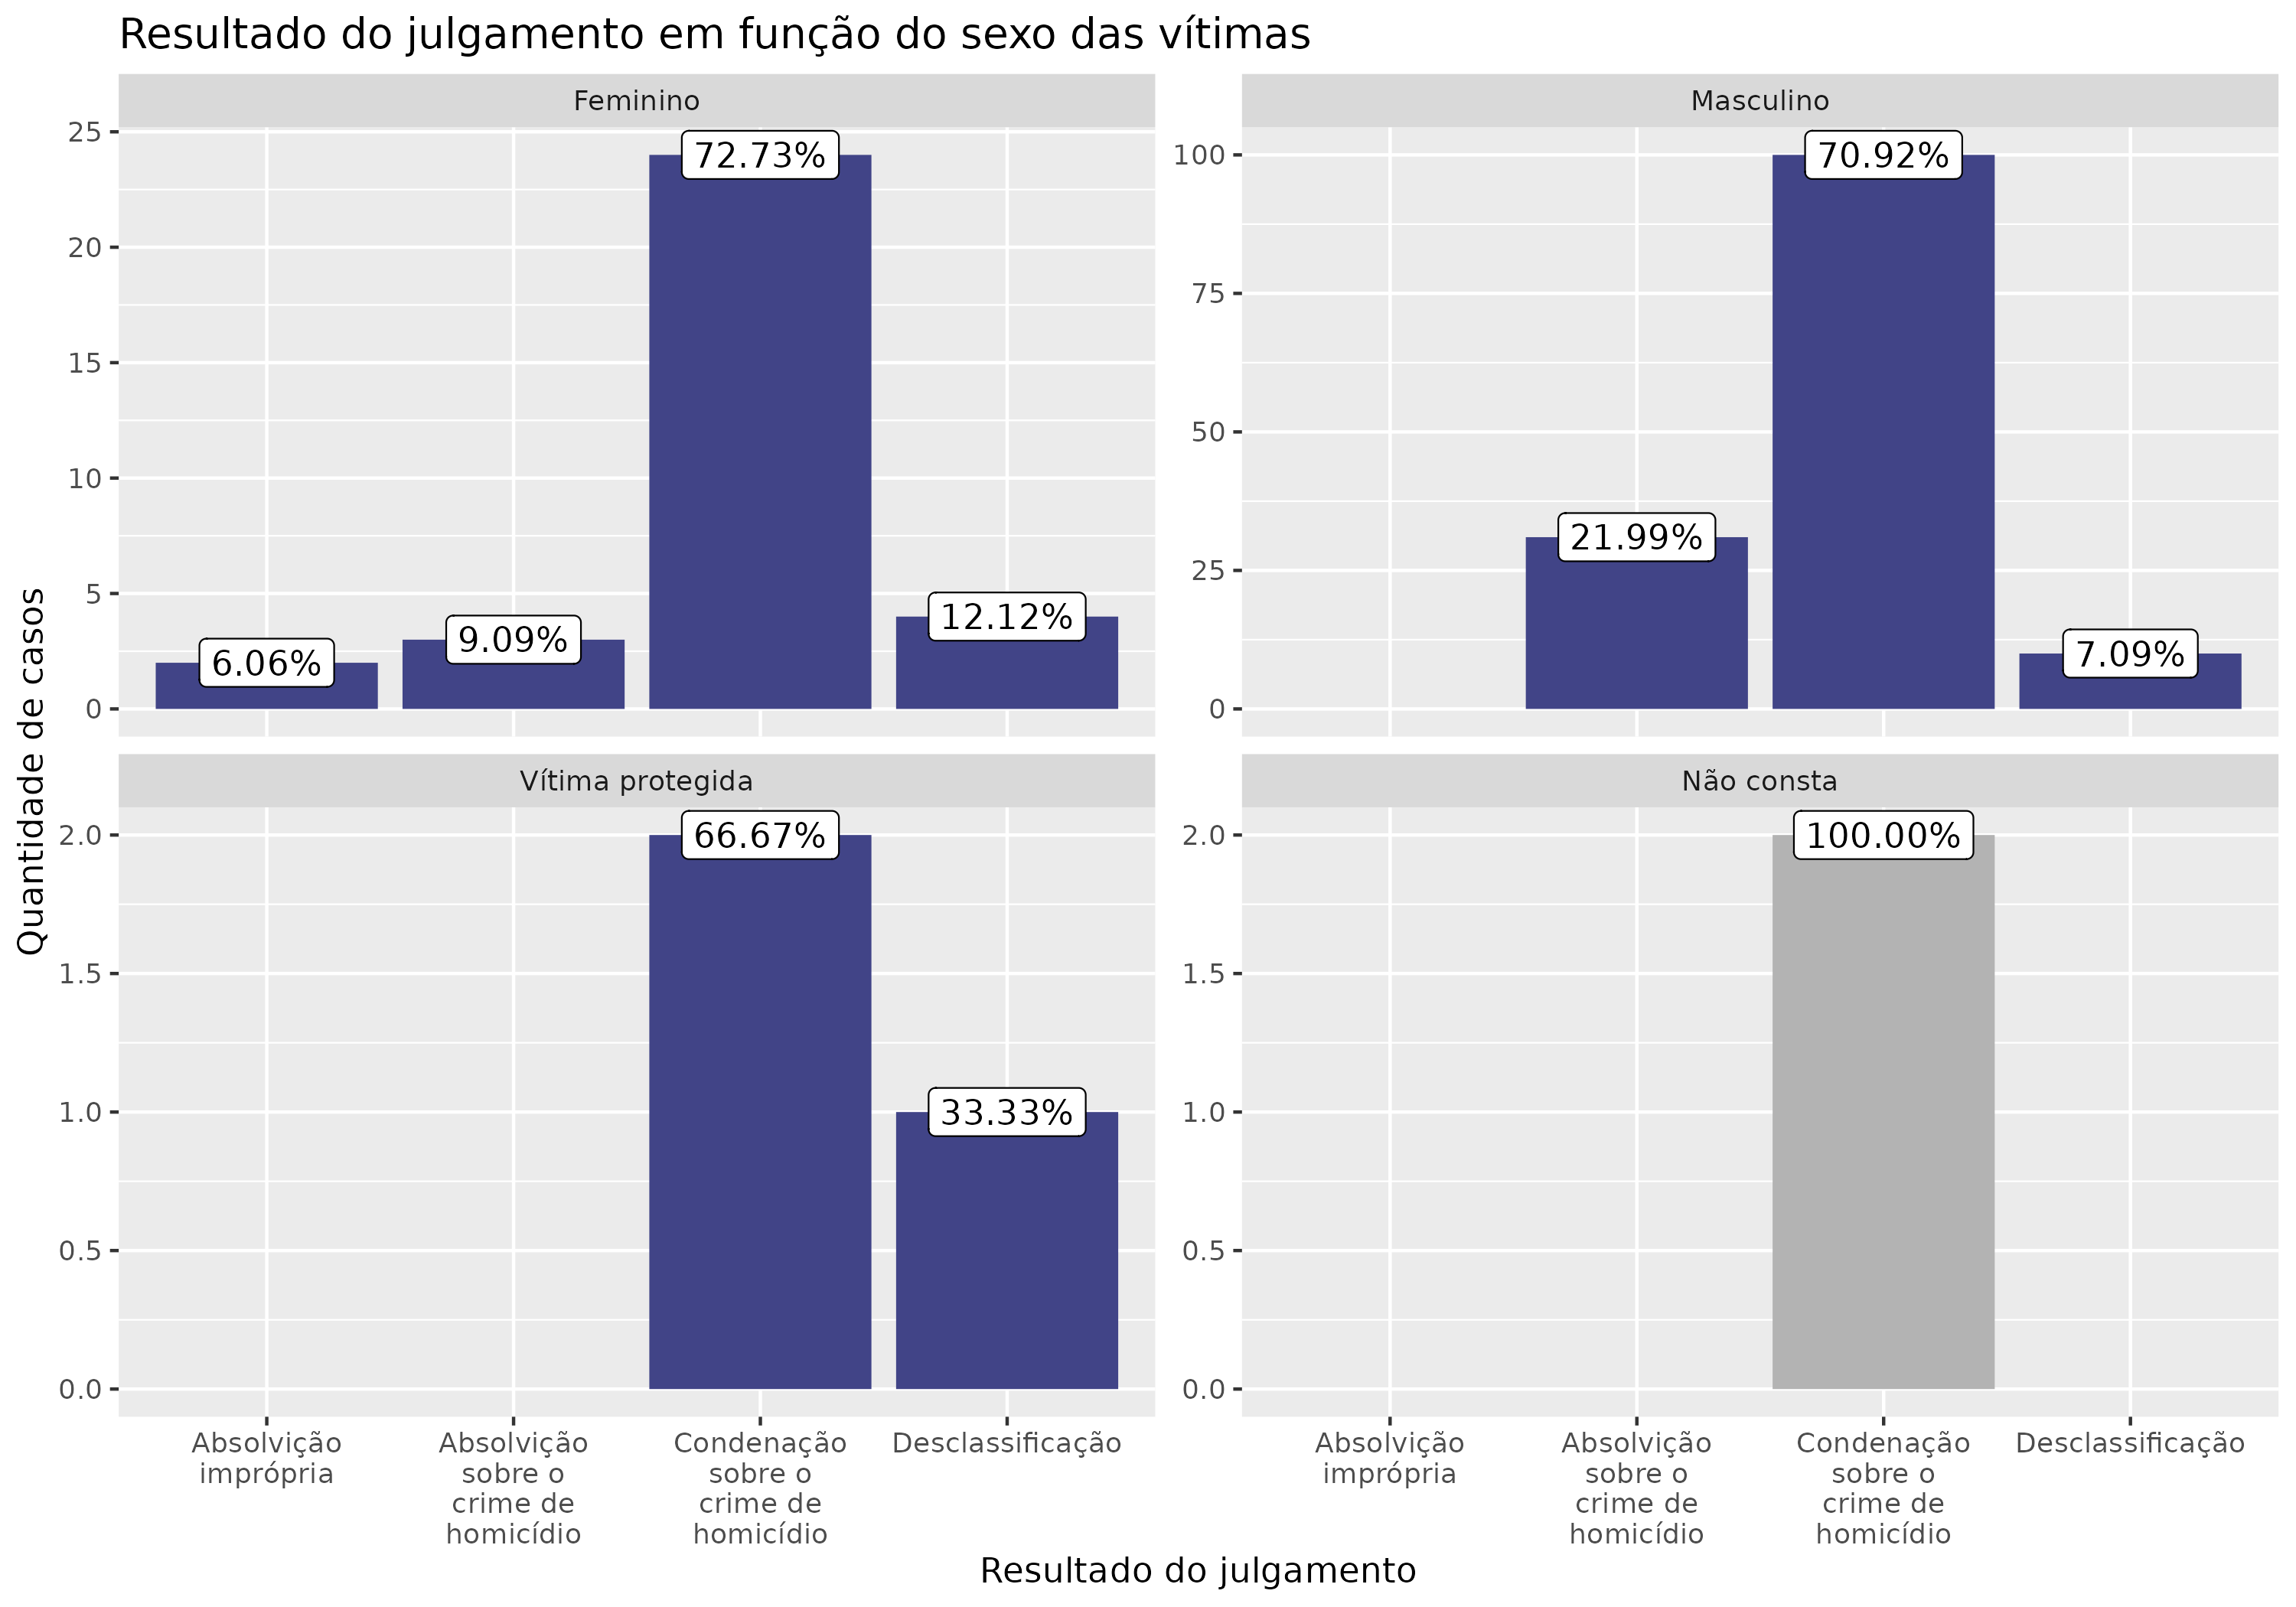 Resultado do julgamento em função do sexo das vítimas
Quantidade de casos
Feminino
25
20
15
10
5
0
6.06%
9.09%
72.73%
12.12%
Masculino
100
75
50
25
0
21.99%
70.92%
7.09%
Vítima protegida
2.0
1.5
1.0
0.5
0.0
66.67%
33.33%
Não consta
2.0
1.5
1.0
0.5
0.0
100.00%
Absolvição
imprópria
Absolvição
sobre o
crime de
homicídio
Condenação
sobre o
crime de
homicídio
Desclassificação
Absolvição
imprópria
Absolvição
sobre o
crime de
homicídio
Condenação
sobre o
crime de
homicídio
Desclassificação
Resultado do julgamento